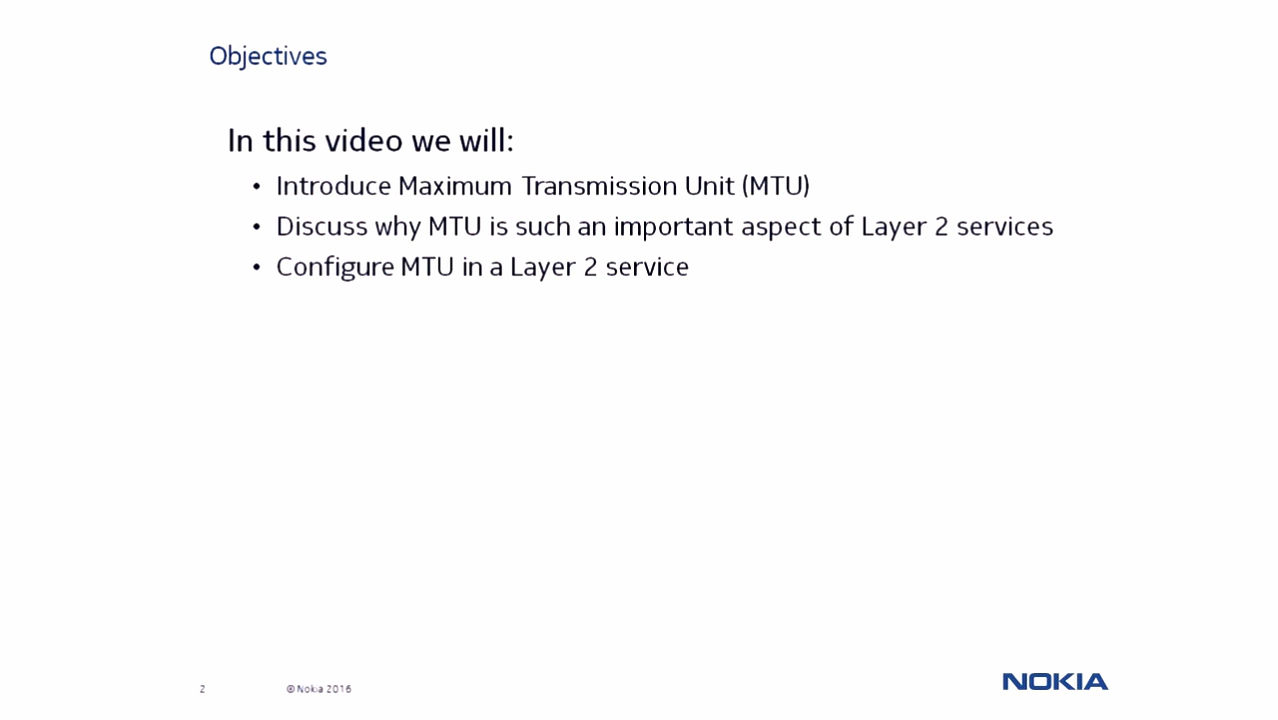 Objectives
In this video we will:
• Introduce Maximum Transmission Unit (MTU)
• Discuss why MTU is such an important aspect of Layer 2 services
• Configure MTU in a Layer 2 service
2 © Nokia 2016
NOKIA